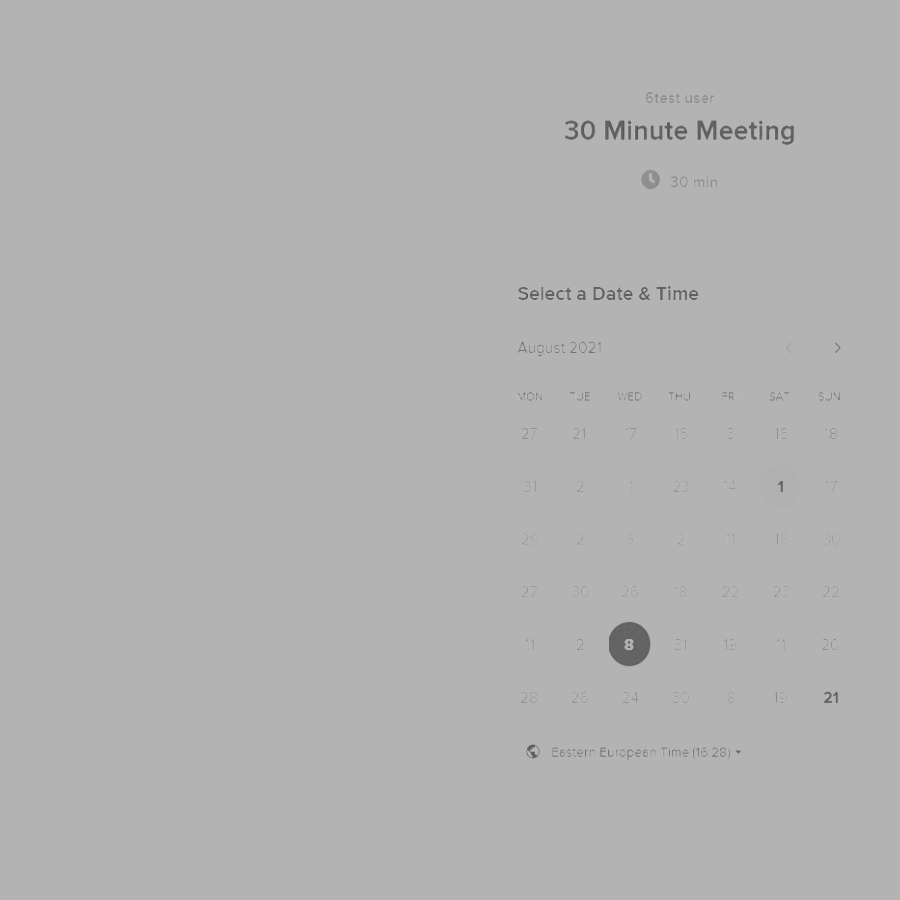 6test user
30 Minute Meeting
30 min
Select a Date & Time
August 2021
MON TUE WED THU FRI SAT SUN
27 21 17 16 3 16 18
31 2 1 23 14 1 17
29 2 6 2 11 16 30
27 30 26 18 22 23 22
11 2 8 31 19 11 20
28 26 24 30 8 19 21
Eastern European Time (16:28)